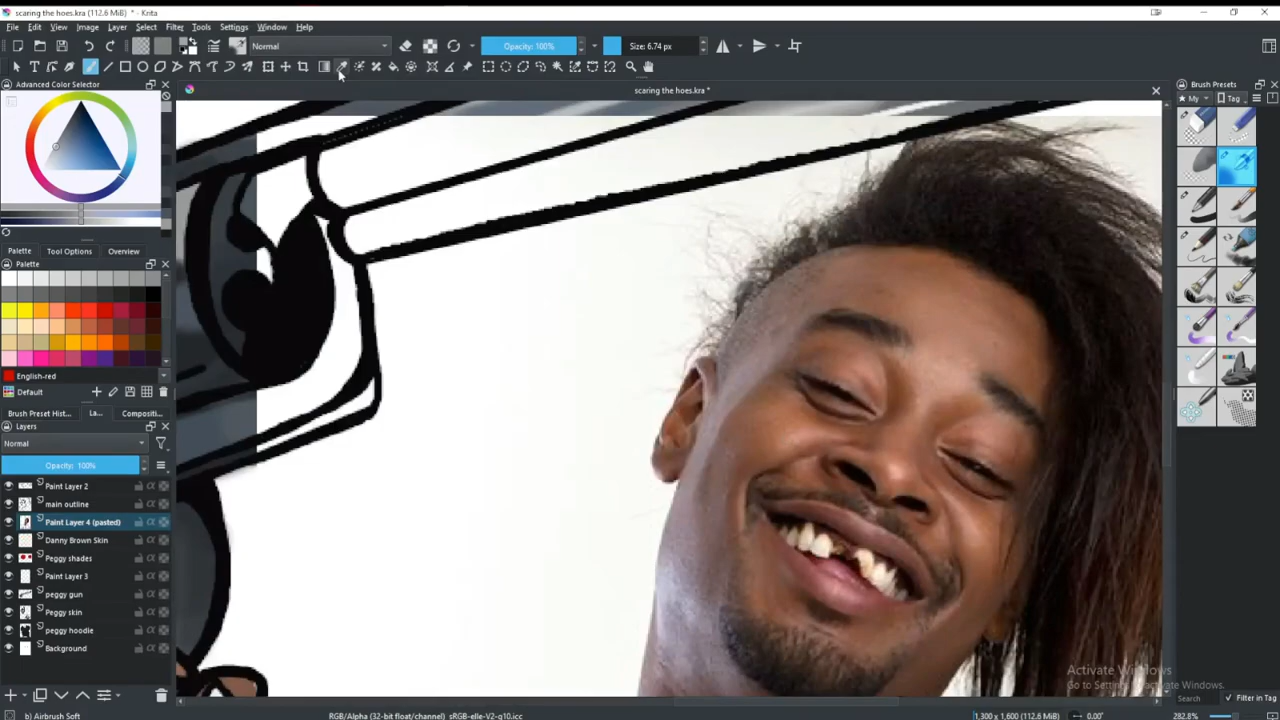 scaring the hoes.kra (112.6 MiB) * - Krita
File Edit View Image Layer Select Filter Tools Settings Window Help
Normal Opacity: 100% Size: 6.74 px
Advanced Color Selector
scaring the hoes.kra *
Brush Presets
My Tag
Palette Tool Options Overview
Palette
English-red
Default
Brush Preset Hist... La... Compositi...
Layers
Normal
Opacity: 100%
Paint Layer 2
main outline
Paint Layer 4 (pasted)
Danny Brown Skin
Peggy shades
Paint Layer 3
peggy gun
Peggy skin
peggy hoodie
Background
Activate Windows
Go to Settings to activate Windows.
Search Filter in Tag
b) Airbrush Soft RGB/Alpha (32-bit float/channel) sRGB-elle-V2-g10.icc 1,300 x 1,600 (112.6 MiB) 0.00° 282.8%